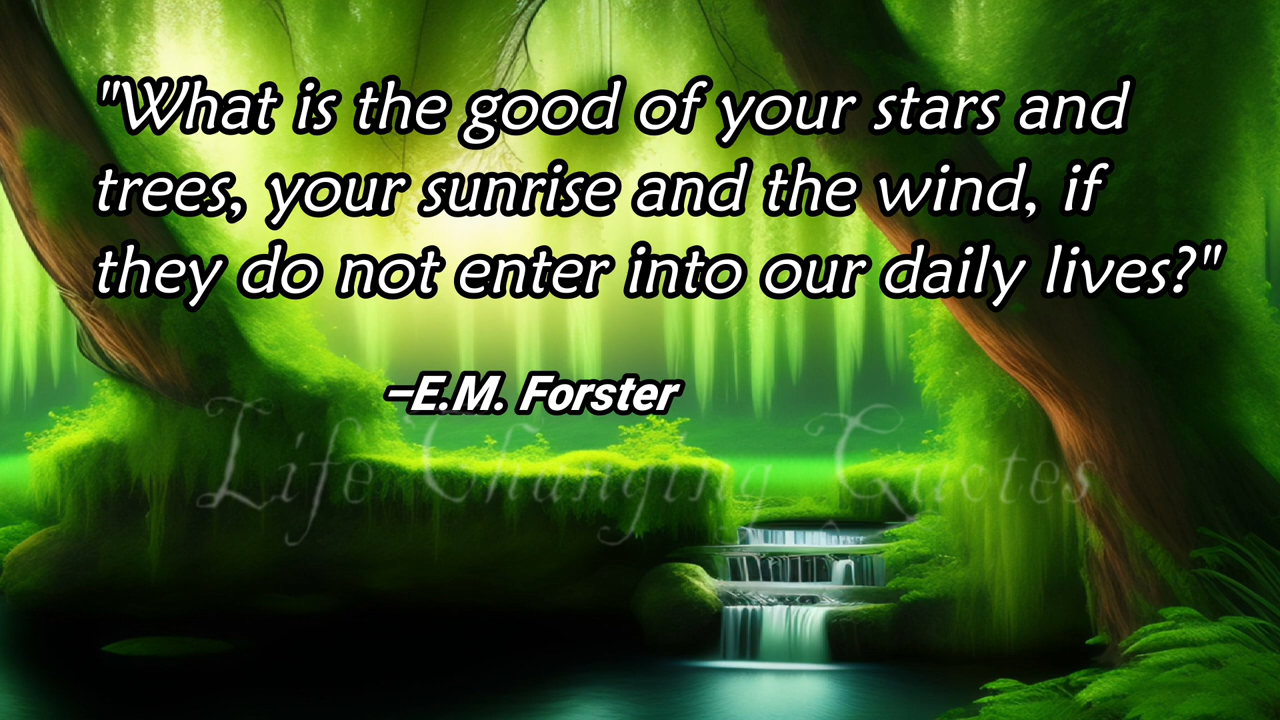 "What is the good of your stars and
trees, your sunrise and the wind, if
they do not enter into our daily lives?"
–E.M. Forster
Life Changing Quotes